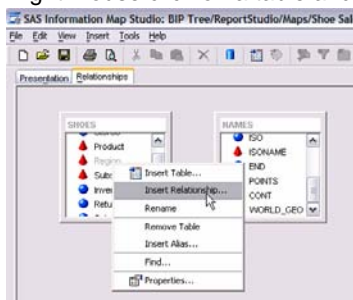 SAS Information Map Studio: BIP Tree/ReportStudio/Maps/Shoe Sal
File Edit View Insert Tools Help
Presentation Relationships
SHOES
Product
Region
Subs
Inver
Retu
NAMES
ISO
ISONAME
END
POINTS
CONT
WORLD_GEO
Insert Table...
Insert Relationship...
Rename
Remove Table
Insert Alias...
Find...
Properties...